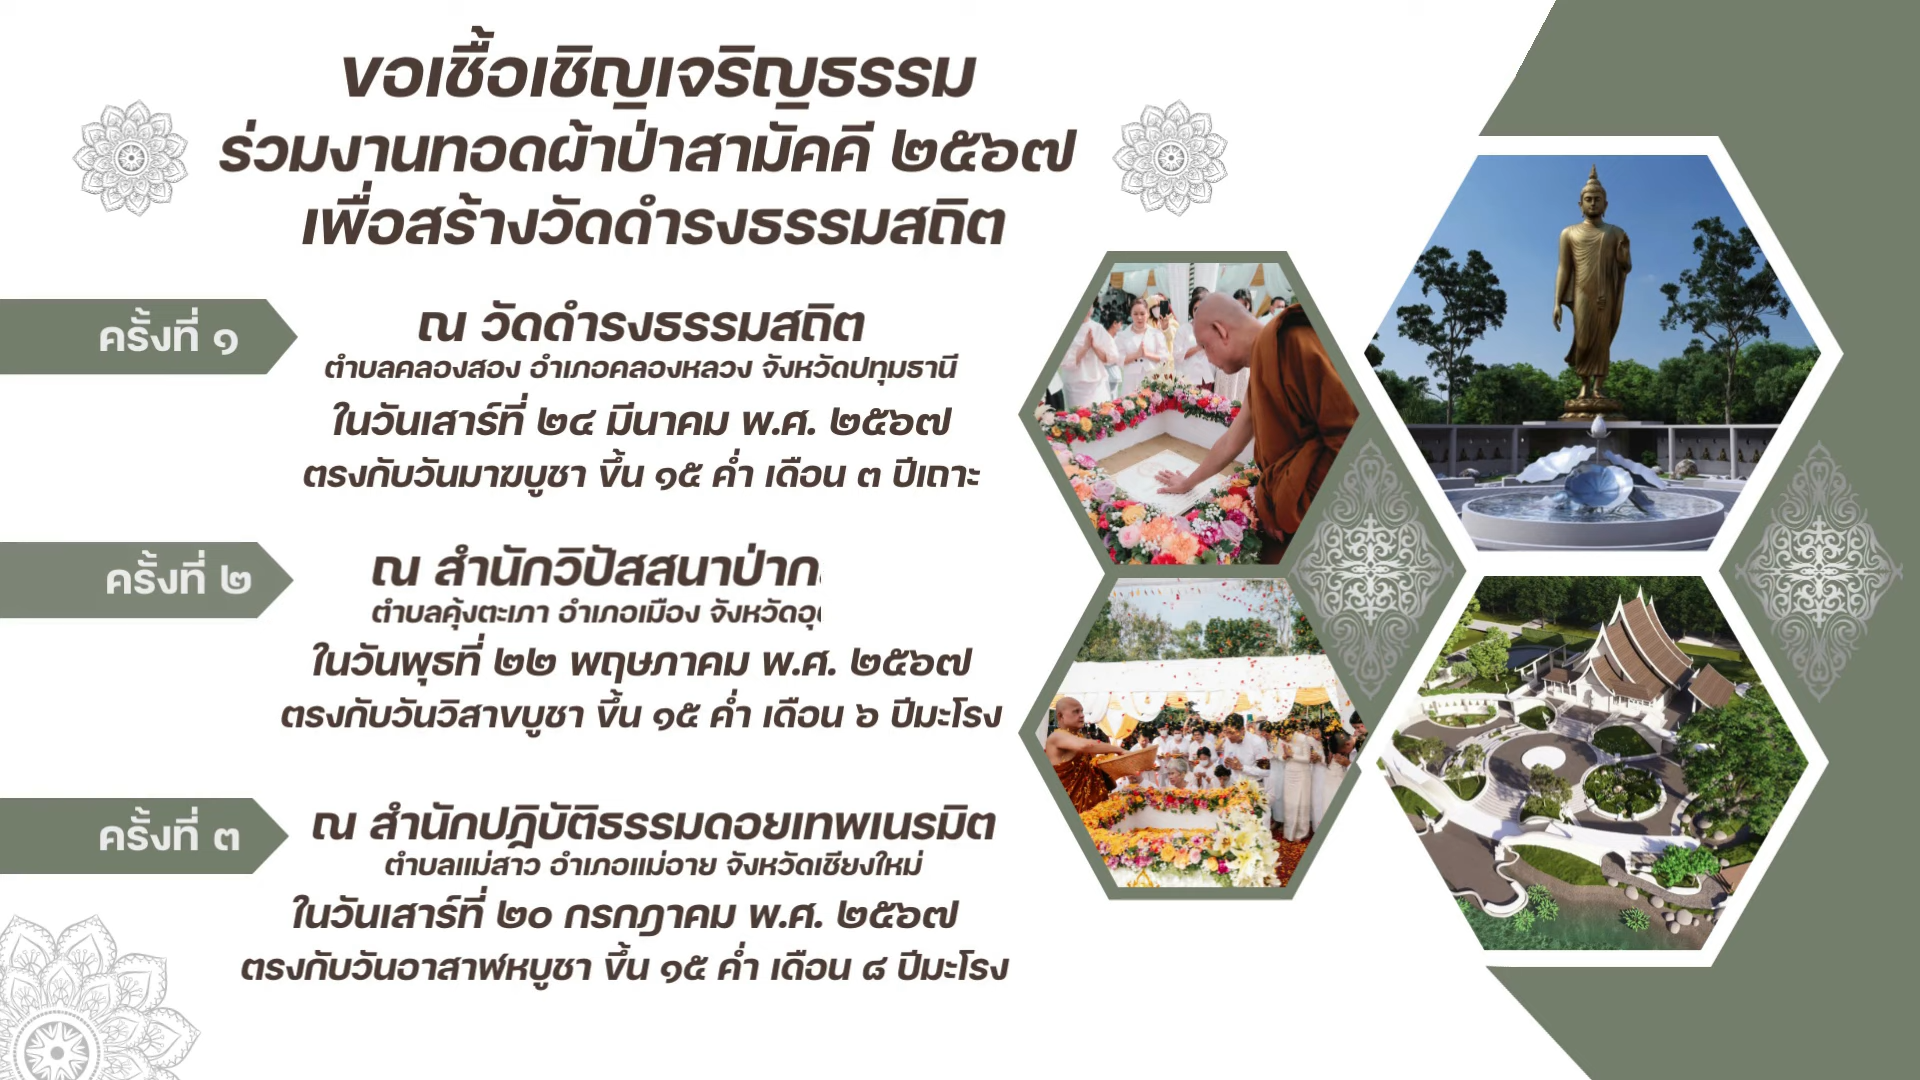 ขอเชื้อเชิญเจริญธรรม
ร่วมงานทอดผ้าป่าสามัคคี ๒๕๖๗
เพื่อสร้างวัดดำรงธรรมสถิต
ครั้งที่ ๑
ณ วัดดำรงธรรมสถิต
ตำบลคลองสอง อำเภอคลองหลวง จังหวัดปทุมธานี
ในวันเสาร์ที่ ๒๔ มีนาคม พ.ศ. ๒๕๖๗
ตรงกับวันมาฆบูชา ขึ้น ๑๕ ค่ำ เดือน ๓ ปีเถาะ
ครั้งที่ ๒
ณ สำนักวิปัสสนาป่า
ตำบลคุ้งตะเภา อำเภอเมือง
ในวันพุธที่ ๒๒ พฤษภาคม พ.ศ. ๒๕๖๗
ตรงกับวันวิสาขบูชา ขึ้น ๑๕ ค่ำ เดือน ๖ ปีมะโรง
ครั้งที่ ๓
ณ สำนักปฏิบัติธรรมดอยเทพเนรมิต
ตำบลแม่สาว อำเภอแม่อาย จังหวัดเชียงใหม่
ในวันเสาร์ที่ ๒๐ กรกฎาคม พ.ศ. ๒๕๖๗
ตรงกับวันอาสาฬหบูชา ขึ้น ๑๕ ค่ำ เดือน ๘ ปีมะโรง